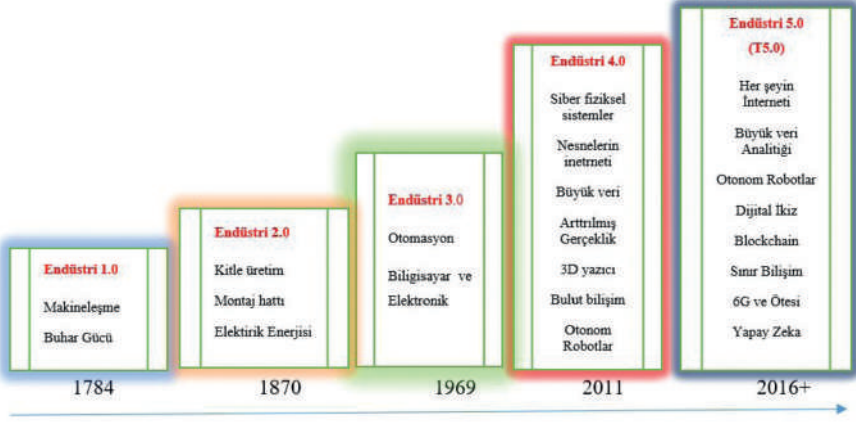 Endüstri 1.0
Makineleşme
Buhar Gücü
1784
Endüstri 2.0
Kitle üretim
Montaj hattı
Elektirik Enerjisi
1870
Endüstri 3.0
Otomasyon
Biligisayar ve
Elektronik
1969
Endüstri 4.0
Siber fiziksel
sistemler
Nesnelerin
inetrneti
Büyük veri
Arttrılmış
Gerçeklik
3D yazıcı
Bulut bilişim
Otonom
Robotlar
2011
Endüstri 5.0
(T5.0)
Her şeyin
İnterneti
Büyük veri
Analitiği
Otonom Robotlar
Dijital İkiz
Blockchain
Sınır Bilişim
6G ve Ötesi
Yapay Zeka
2016+